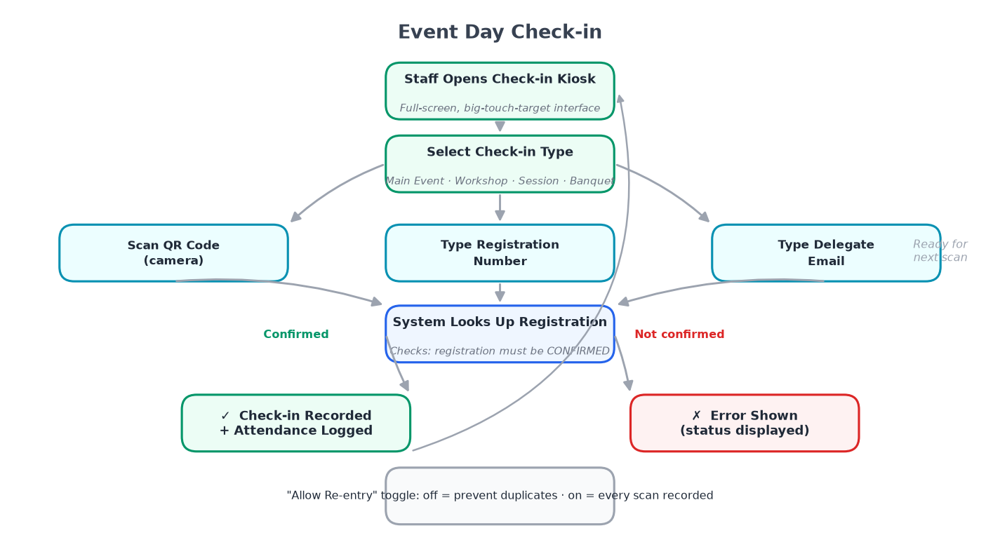 Event Day Check-in
Staff Opens Check-in Kiosk
Full-screen, big-touch-target interface
Select Check-in Type
Main Event · Workshop · Session · Banquet
Scan QR Code
(camera)
Type Registration
Number
Type Delegate
Email
Ready for
next scan
System Looks Up Registration
Checks: registration must be CONFIRMED
Confirmed
Not confirmed
✓ Check-in Recorded
+ Attendance Logged
✗ Error Shown
(status displayed)
"Allow Re-entry" toggle: off = prevent duplicates · on = every scan recorded